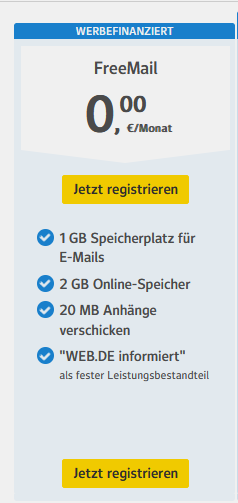 WERBEFINANZIERT
FreeMail
0,00 €/Monat
Jetzt registrieren
1 GB Speicherplatz für
E-Mails
2 GB Online-Speicher
20 MB Anhänge
verschicken
"WEB.DE informiert"
als fester Leistungsbestandteil
Jetzt registrieren